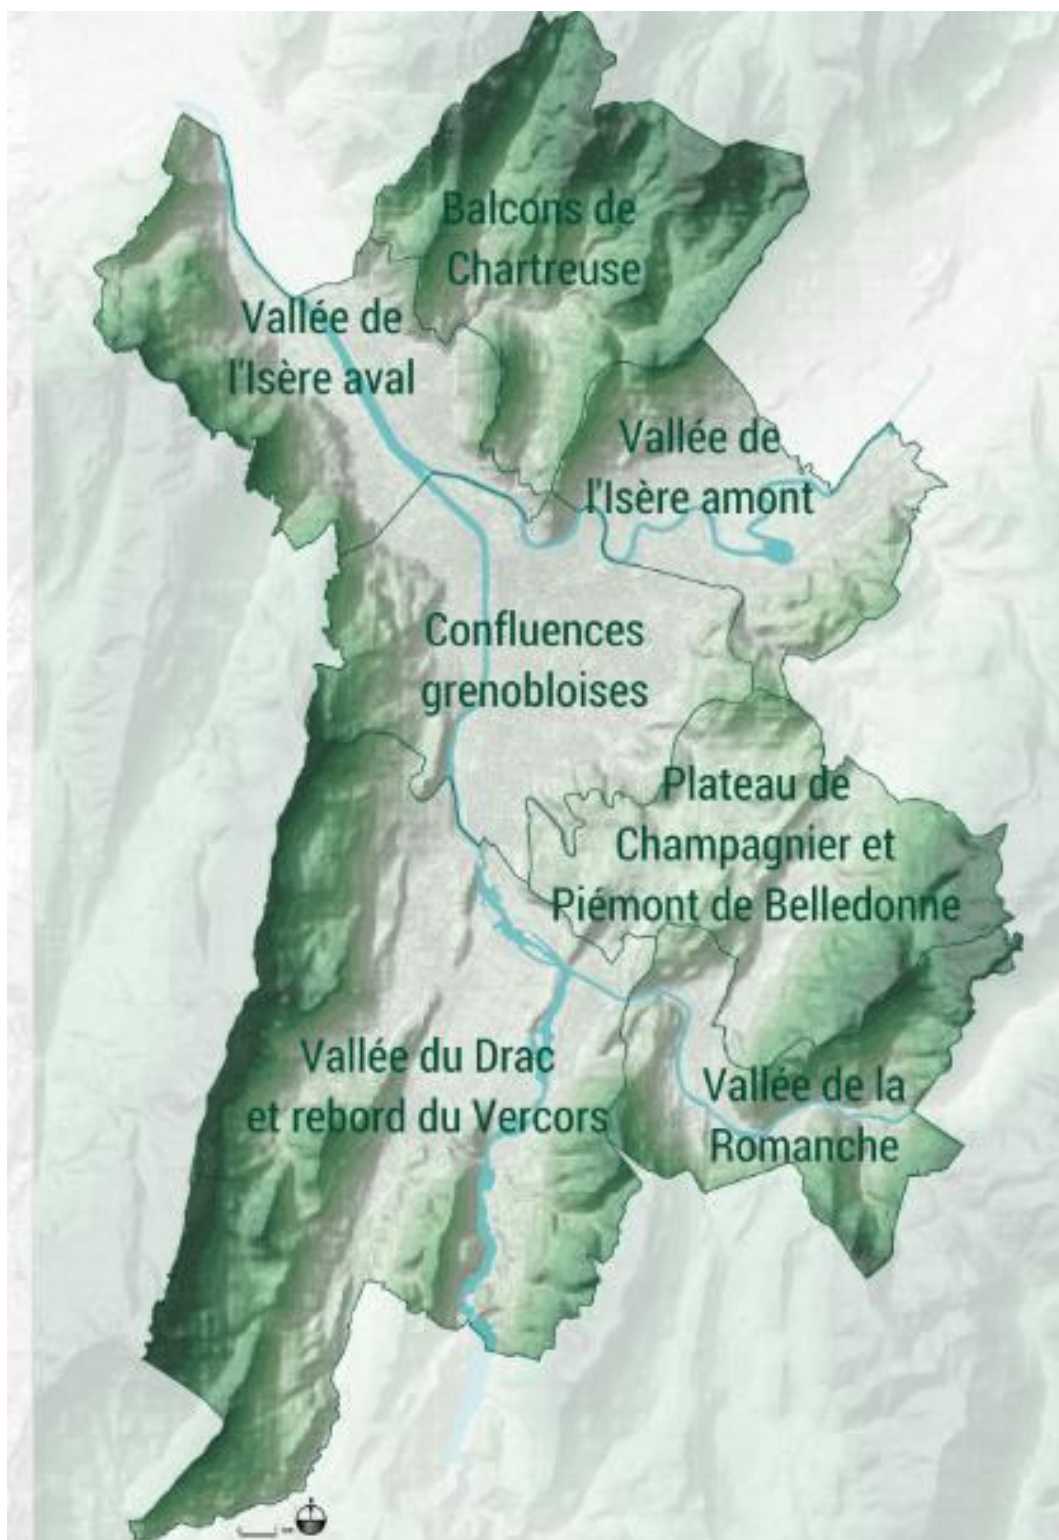 Balcons de
Chartreuse
Vallée de
l'Isère aval
Vallée de
l'Isère amont
Confluences
grenobloises
Plateau de
Champagnier et
Piémont de Belledonne
Vallée du Drac
et rebord du Vercors
Vallée de la
Romanche